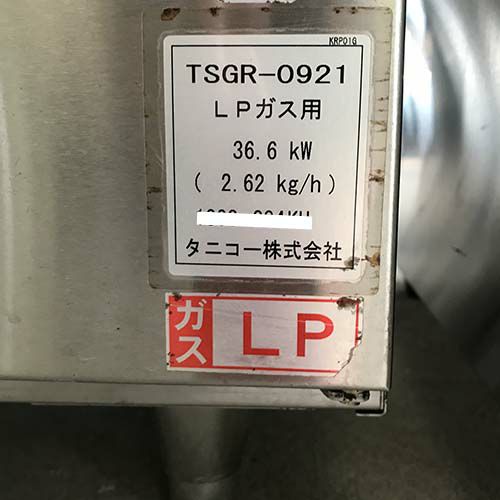 KRP01G
TSGR-0921
LPガス用
36.6 kW
( 2.62 kg/h )
タニコー株式会社
ガス LP